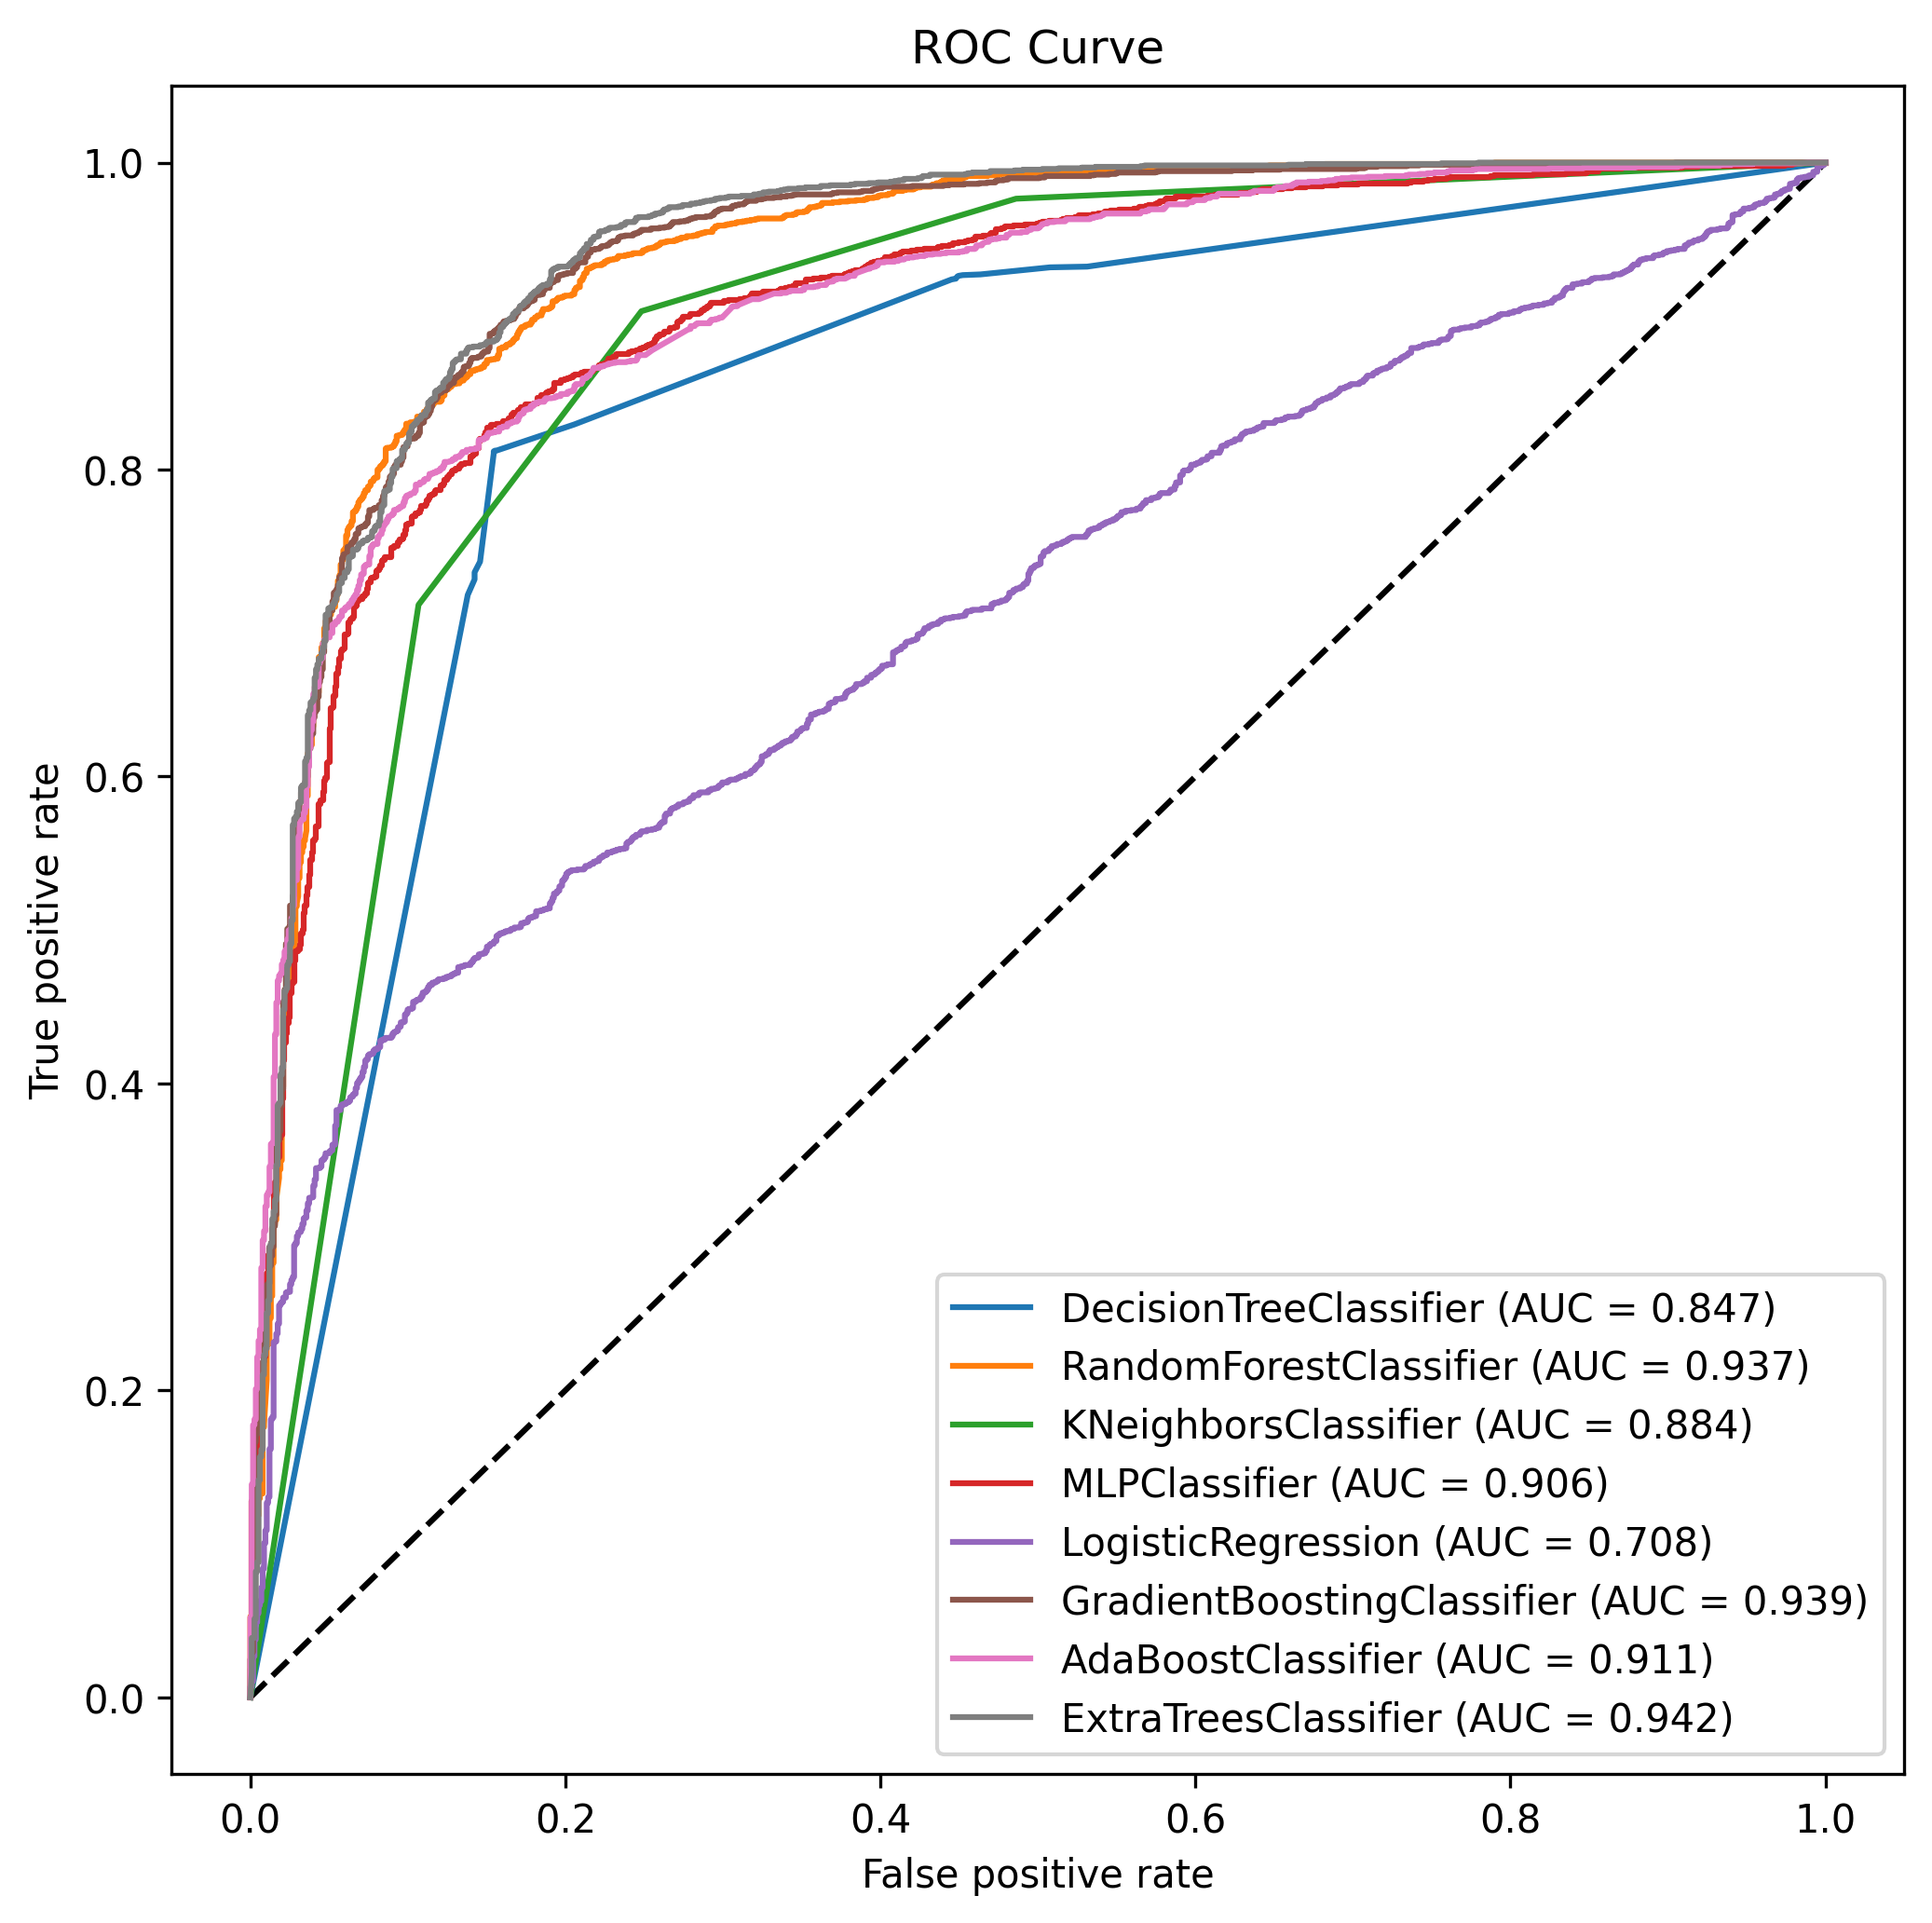 ROC Curve
True positive rate
1.0
0.8
0.6
0.4
0.2
0.0
DecisionTreeClassifier (AUC = 0.847)
RandomForestClassifier (AUC = 0.937)
KNeighborsClassifier (AUC = 0.884)
MLPClassifier (AUC = 0.906)
LogisticRegression (AUC = 0.708)
GradientBoostingClassifier (AUC = 0.939)
AdaBoostClassifier (AUC = 0.911)
ExtraTreesClassifier (AUC = 0.942)
0.0 0.2 0.4 0.6 0.8 1.0
False positive rate